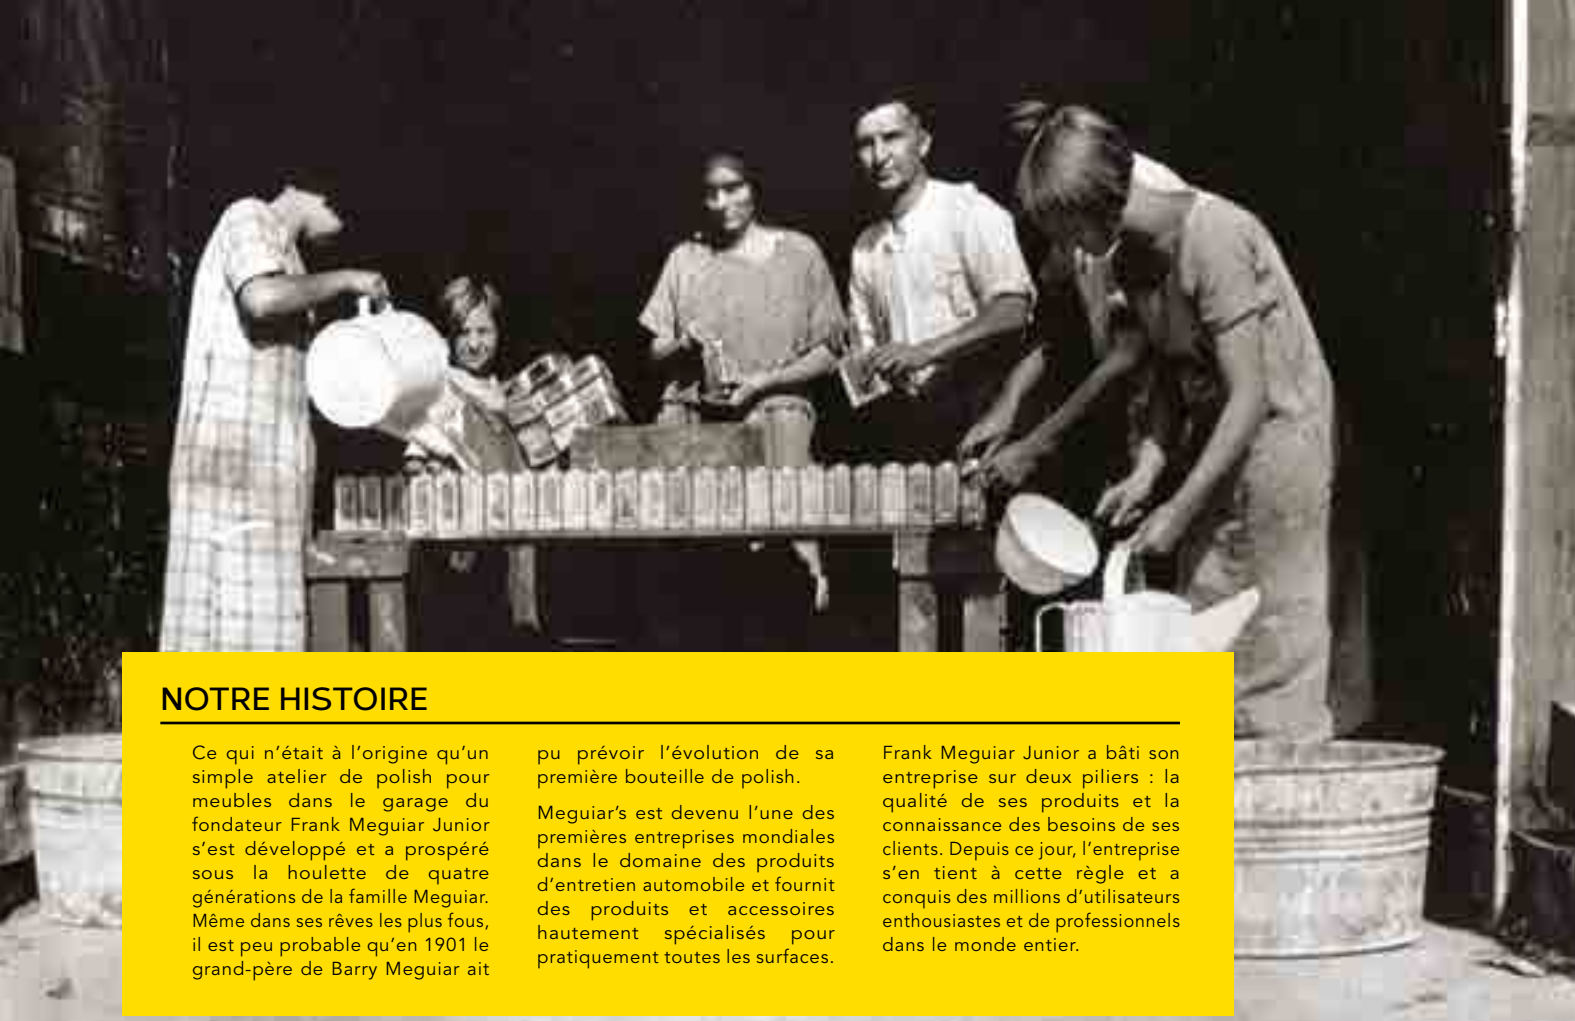 NOTRE HISTOIRE
Ce qui n’était à l’origine qu’un
simple atelier de polish pour
meubles dans le garage du
fondateur Frank Meguiar Junior
s’est développé et a prospéré
sous la houlette de quatre
générations de la famille Meguiar.
Même dans ses rêves les plus fous,
il est peu probable qu’en 1901 le
grand-père de Barry Meguiar ait
pu prévoir l’évolution de sa
première bouteille de polish.
Meguiar’s est devenu l’une des
premières entreprises mondiales
dans le domaine des produits
d’entretien automobile et fournit
des produits et accessoires
hautement spécialisés pour
pratiquement toutes les surfaces.
Frank Meguiar Junior a bâti son
entreprise sur deux piliers : la
qualité de ses produits et la
connaissance des besoins de ses
clients. Depuis ce jour, l’entreprise
s’en tient à cette règle et a
conquis des millions d’utilisateurs
enthousiastes et de professionnels
dans le monde entier.